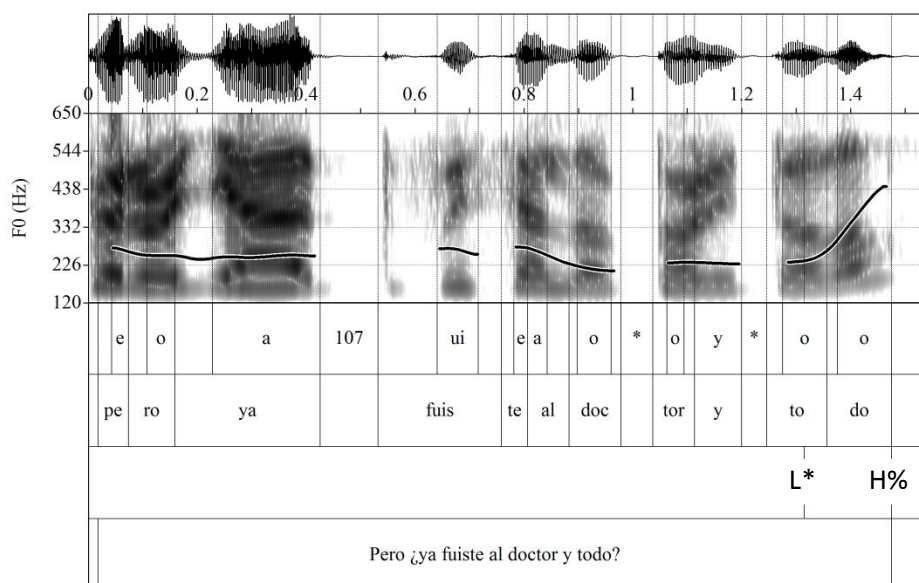 0 0.2 0.4 0.6 0.8 1 1.2 1.4
650
544
438
332
226
120
F0 (Hz)
e o a 107 ui e a o * o y * o o
pe ro ya fuis te al doc tor y to do
L* H%
Pero ¿ya fuiste al doctor y todo?